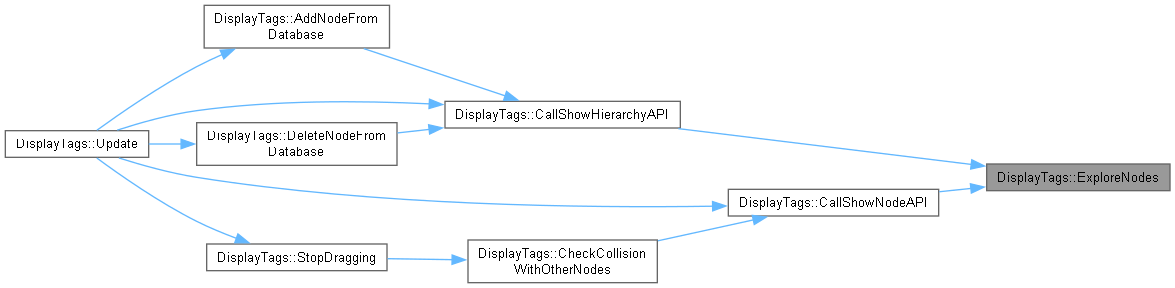 DisplayTags::AddNodeFrom
Database
DisplayTags::CallShowHierarchyAPI
DisplayTags::DeleteNodeFrom
Database
DisplayTags::Update
DisplayTags::ExploreNodes
DisplayTags::CallShowNodeAPI
DisplayTags::CheckCollision
WithOtherNodes
DisplayTags::StopDragging